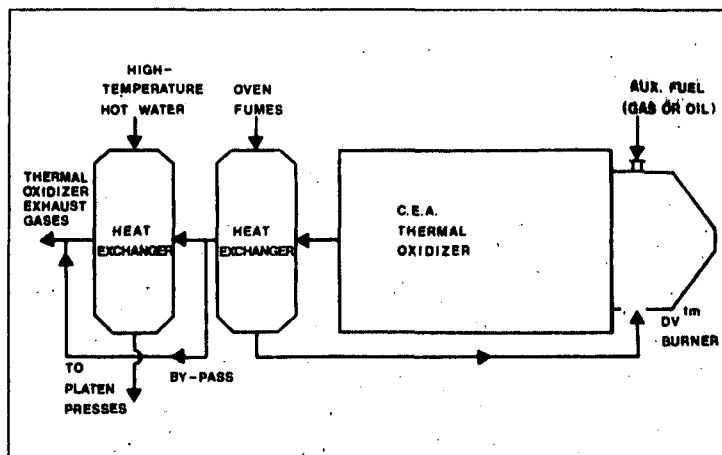 HIGH-
TEMPERATURE
HOT WATER
OVEN
FUMES
AUX. FUEL
(GAS OR OIL)
THERMAL
OXIDIZER
EXHAUST
GASES
HEAT
EXCHANGER
HEAT
EXCHANGER
C.E.A.
THERMAL
OXIDIZER
DV tm
BURNER
TO
PLATEN
PRESSES
BY-PASS